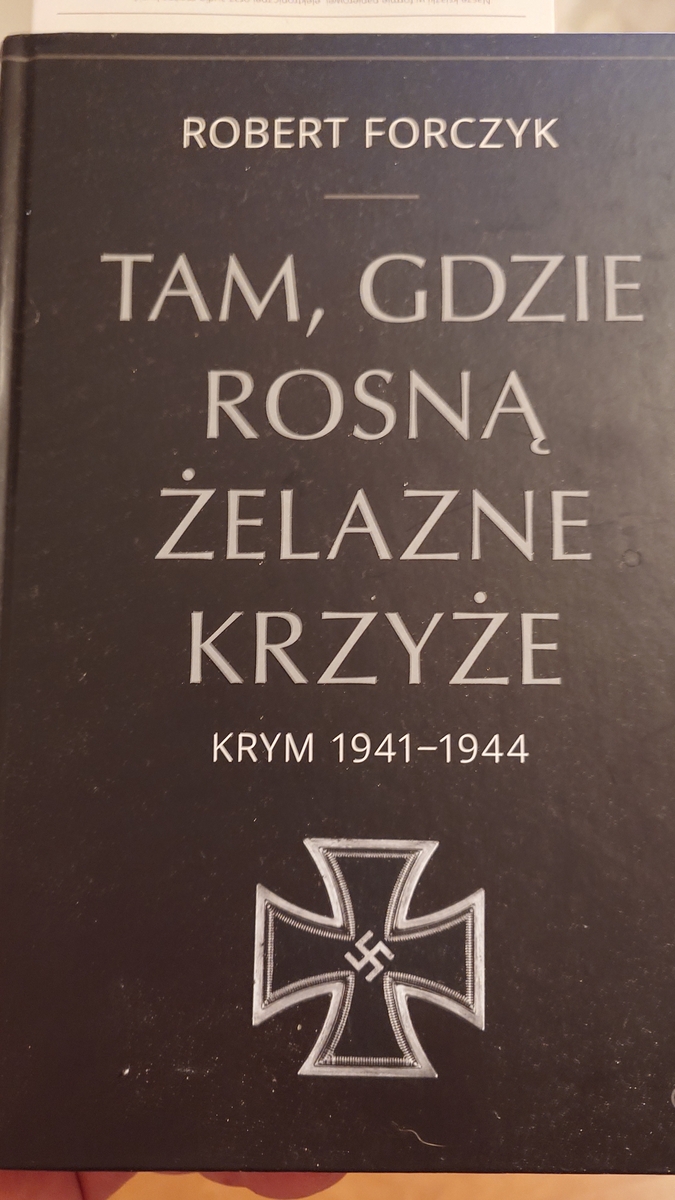 ROBERT FORCZYK
TAM, GDZIE
ROSNĄ
ŻELAZNE
KRZYŻE
KRYM 1941–1944